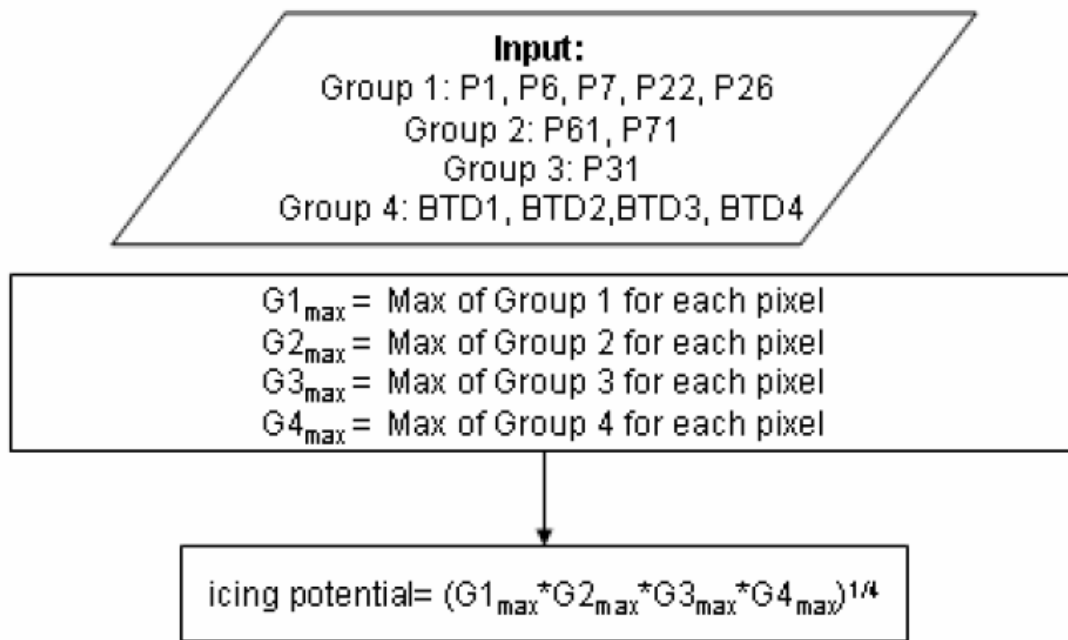 Input:
Group 1: P1, P6, P7, P22, P26
Group 2: P61, P71
Group 3: P31
Group 4: BTD1, BTD2,BTD3, BTD4
G1max = Max of Group 1 for each pixel
G2max = Max of Group 2 for each pixel
G3max = Max of Group 3 for each pixel
G4max = Max of Group 4 for each pixel
icing potential= (G1max*G2max*G3max*G4max)1/4